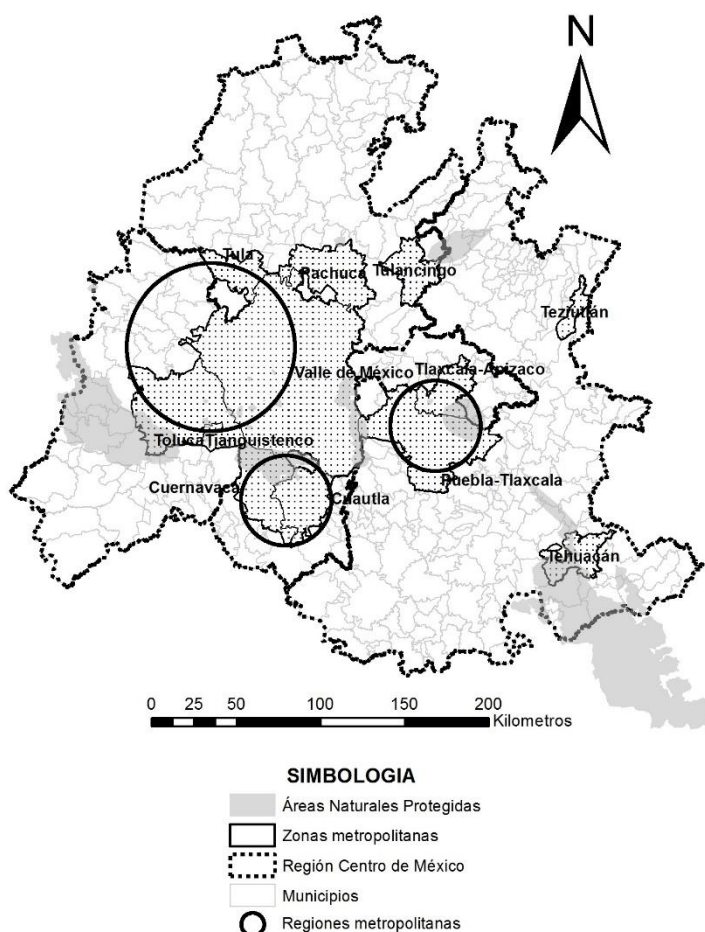 N
Tula
Pachuca
Tulancingo
Teziutlán
Valle de México
Tlaxcala-Apizaco
Toluca
Tianguistenco
Cuernavaca
Cuautla
Puebla-Tlaxcala
Tehuacán
0 25 50 100 150 200
Kilometros
SIMBOLOGIA
Áreas Naturales Protegidas
Zonas metropolitanas
Región Centro de México
Municipios
Regiones metropolitanas